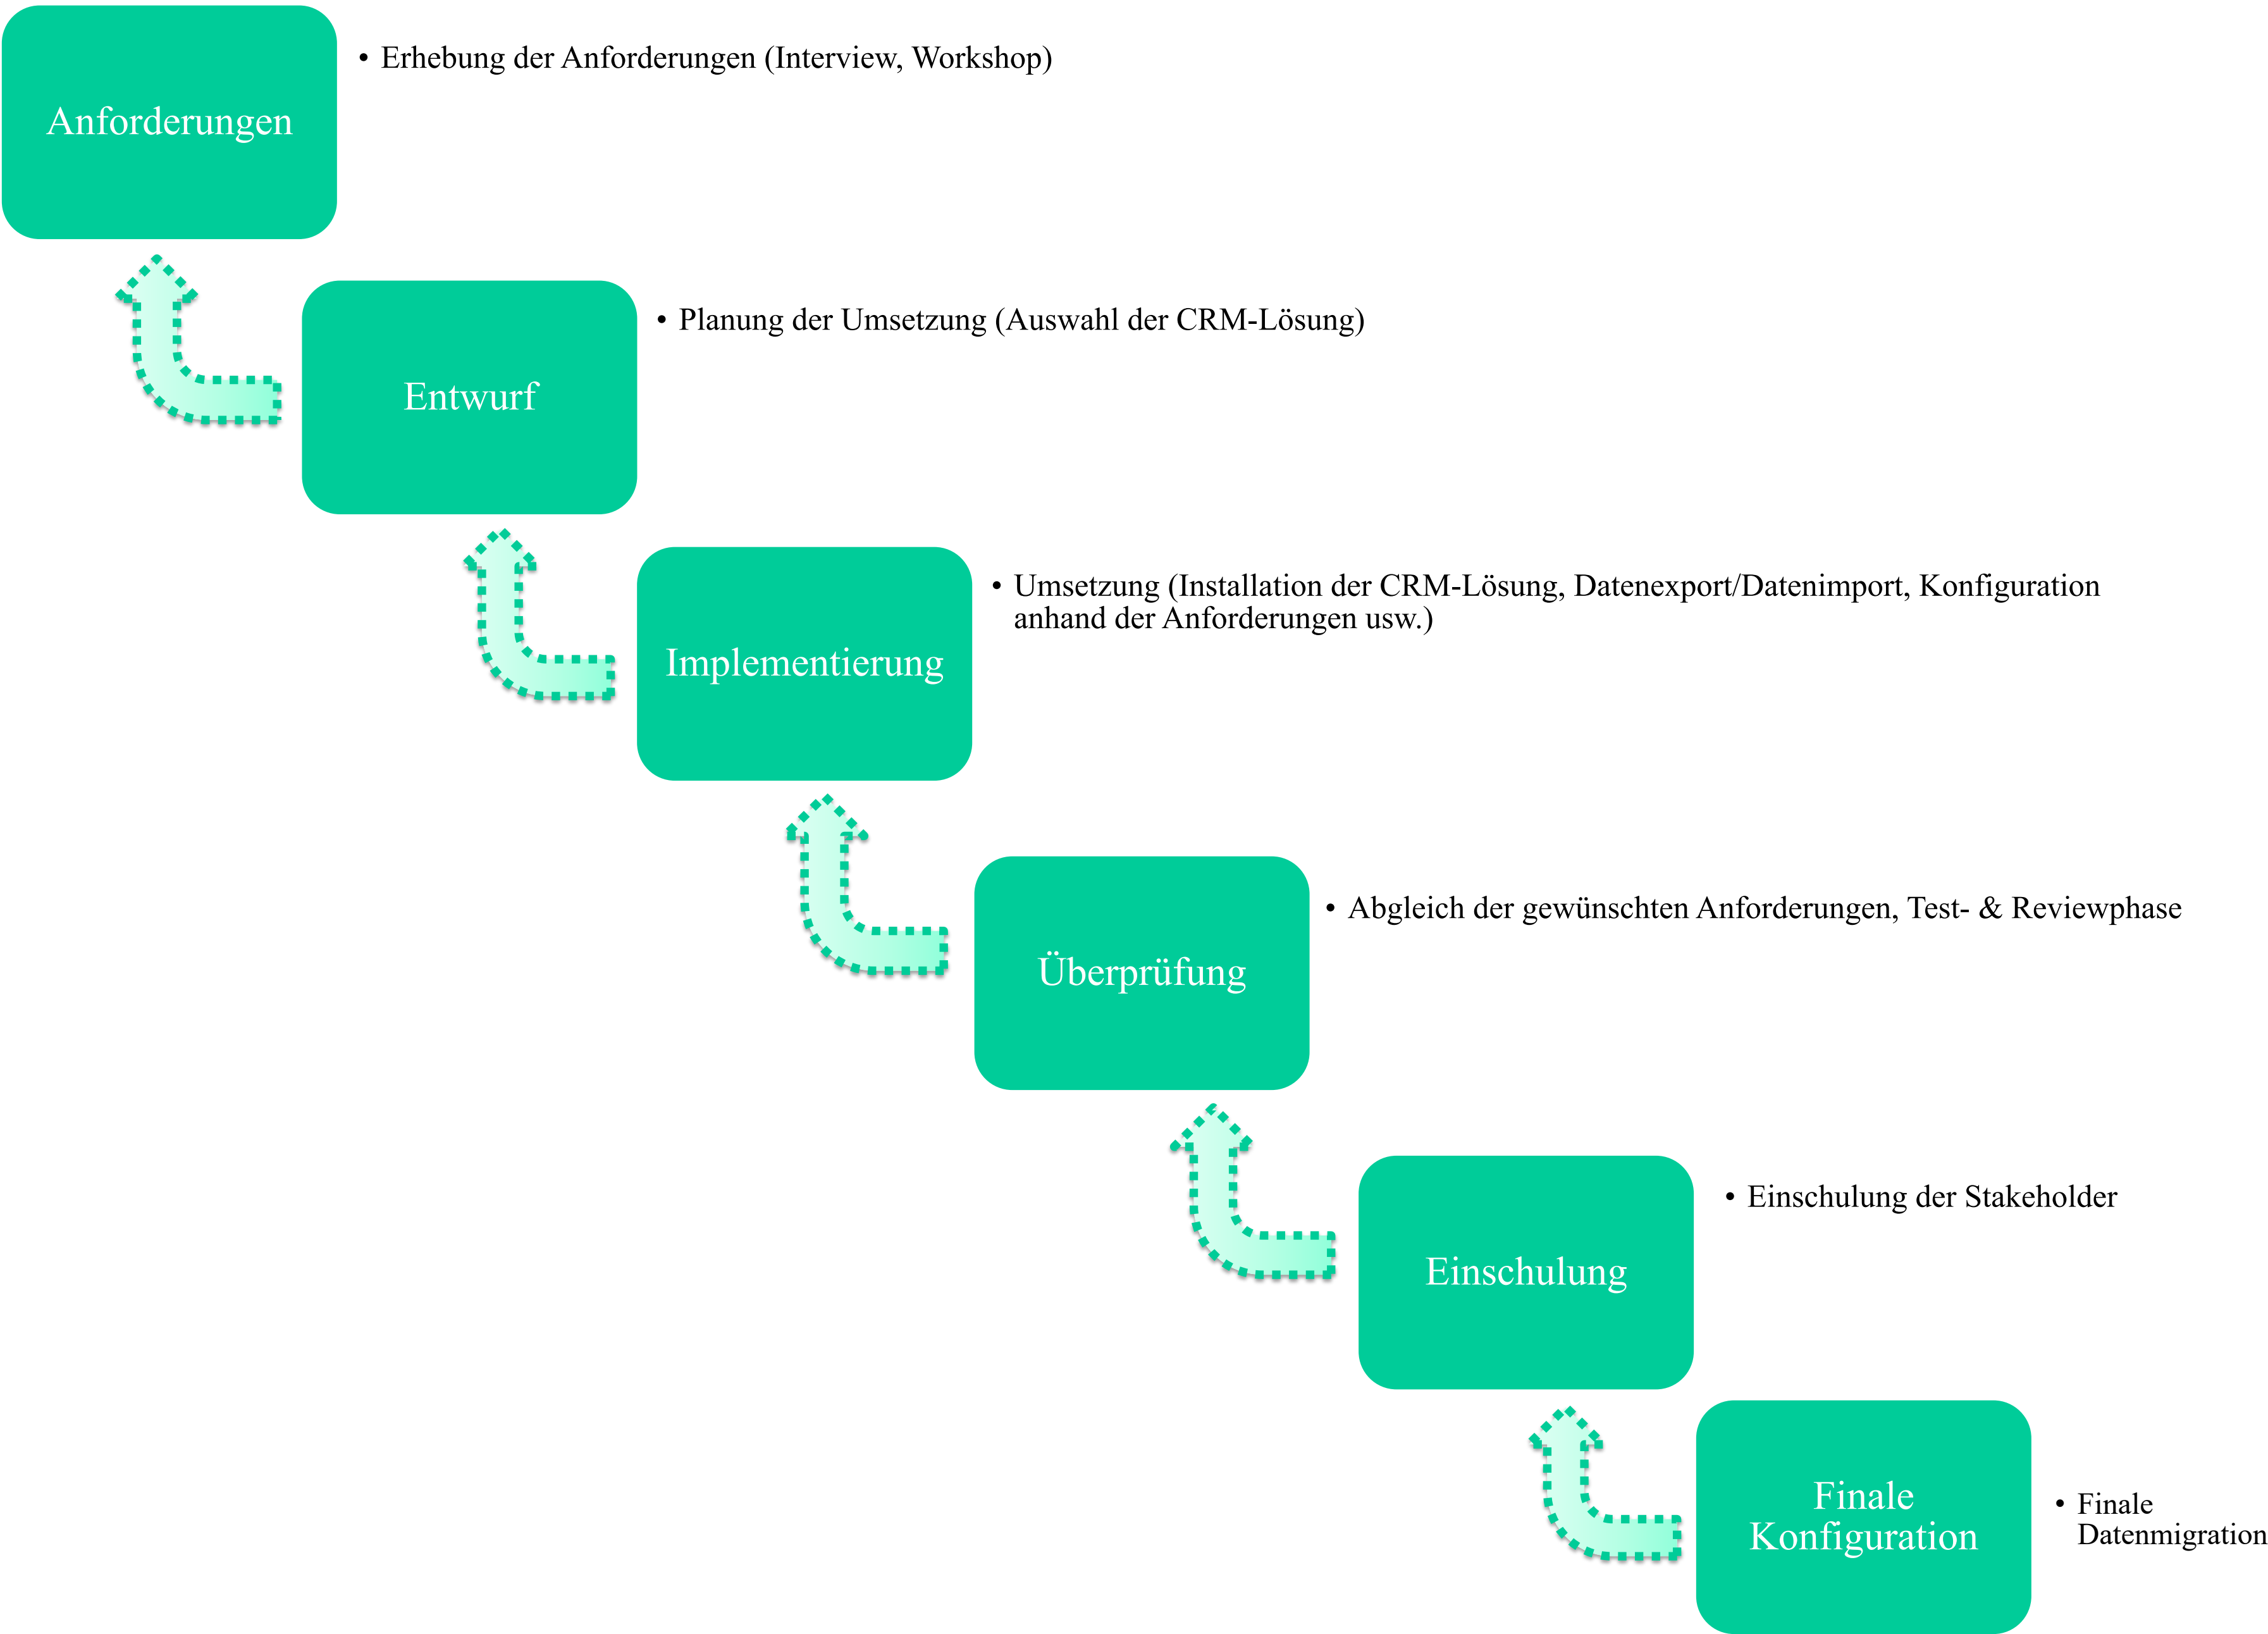 Anforderungen
• Erhebung der Anforderungen (Interview, Workshop)
Entwurf
• Planung der Umsetzung (Auswahl der CRM-Lösung)
Implementierung
• Umsetzung (Installation der CRM-Lösung, Datenexport/Datenimport, Konfiguration
anhand der Anforderungen usw.)
Überprüfung
• Abgleich der gewünschten Anforderungen, Test- & Reviewphase
Einschulung
• Einschulung der Stakeholder
Finale
Konfiguration
• Finale
Datenmigration